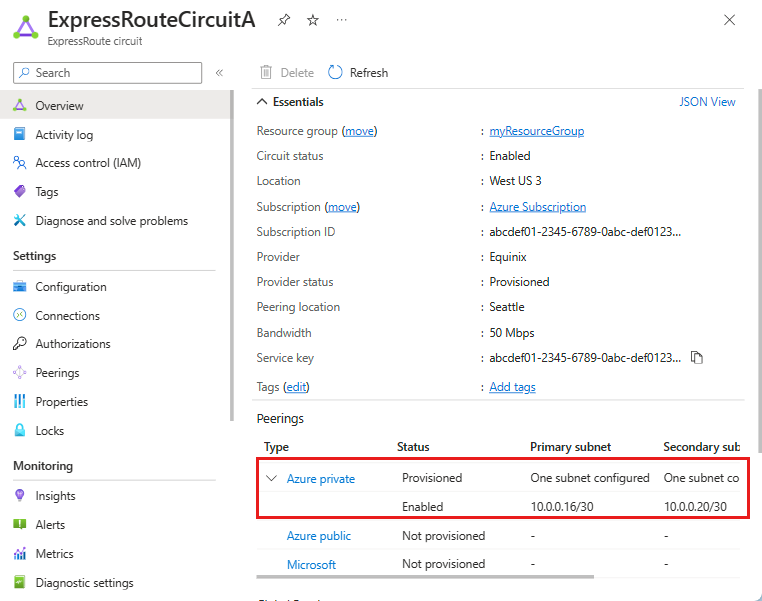 ExpressRouteCircuitA
ExpressRoute circuit
Search
Overview
Activity log
Access control (IAM)
Tags
Diagnose and solve problems
Settings
Configuration
Connections
Authorizations
Peerings
Properties
Locks
Monitoring
Insights
Alerts
Metrics
Diagnostic settings
Delete Refresh
Essentials JSON View
Resource group (move) : myResourceGroup
Circuit status : Enabled
Location : West US 3
Subscription (move) : Azure Subscription
Subscription ID : abcdef01-2345-6789-0abc-def0123...
Provider : Equinix
Provider status : Provisioned
Peering location : Seattle
Bandwidth : 50 Mbps
Service key : abcdef01-2345-6789-0abc-def0123...
Tags (edit) : Add tags
Peerings
Type Status Primary subnet Secondary sub
Azure private Provisioned One subnet configured One subnet co
Enabled 10.0.0.16/30 10.0.0.20/30
Azure public Not provisioned - -
Microsoft Not provisioned - -